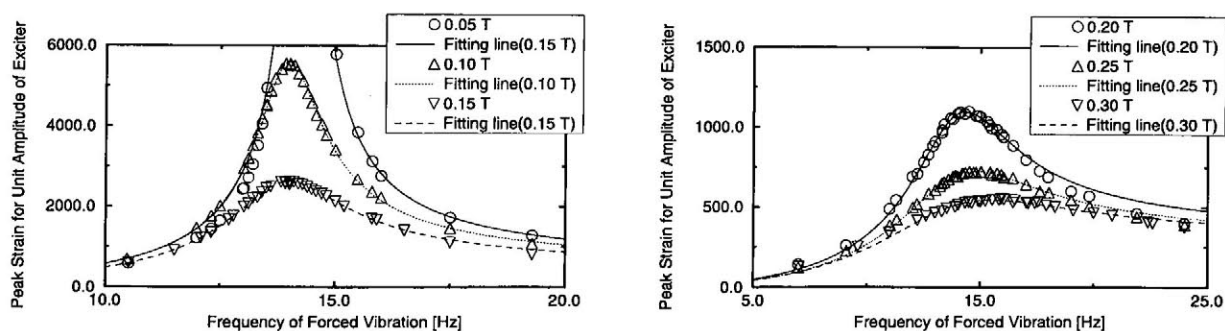 Peak Strain for Unit Amplitude of Exciter
6000.0
4000.0
2000.0
0.0
0.05 T
Fitting line(0.15 T)
0.10 T
Fitting line(0.10 T)
0.15 T
Fitting line(0.15 T)
10.0
15.0
20.0
Frequency of Forced Vibration [Hz]
Peak Strain for Unit Amplitude of Exciter
1500.0
1000.0
500.0
0.0
0.20 T
Fitting line(0.20 T)
0.25 T
Fitting line(0.25 T)
0.30 T
Fitting line(0.30 T)
5.0
15.0
25.0
Frequency of Forced Vibration [Hz]